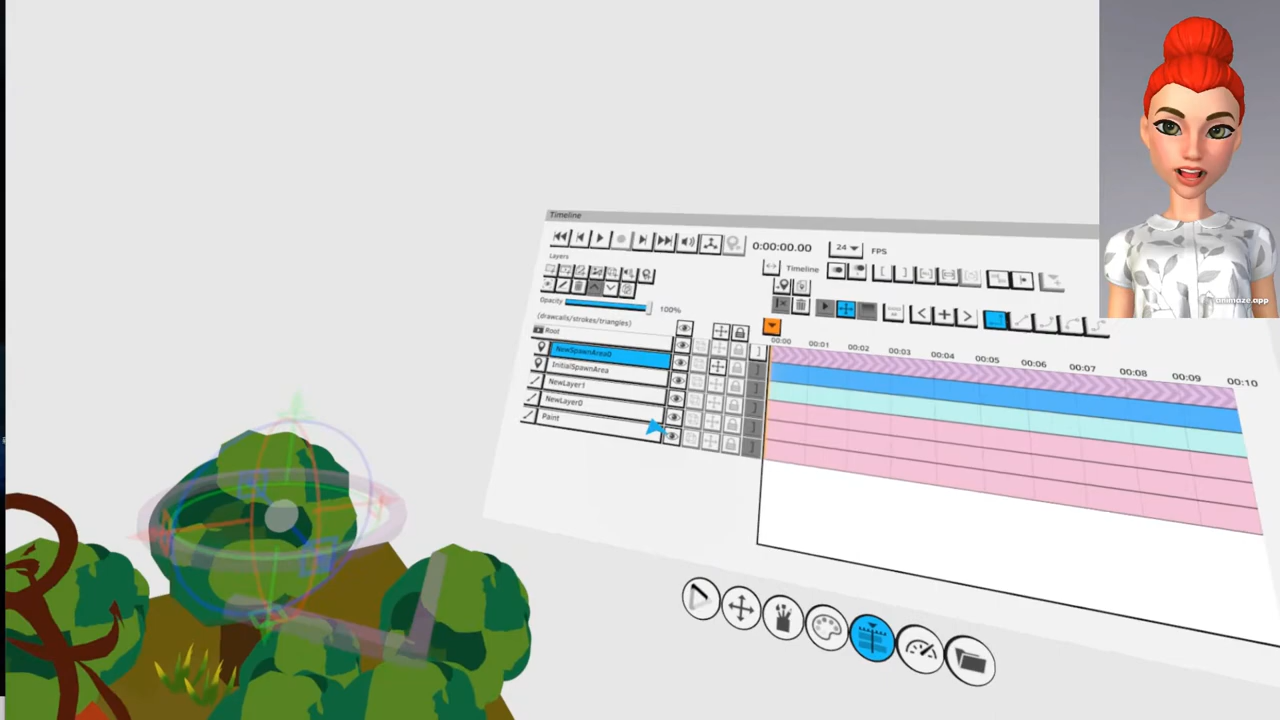 Timeline
0:00:00.00
24
FPS
Layers
Timeline
Opacity
100%
(drawcalls/strokes/triangles)
Root
NewSpawnArea0
InitialSpawnArea
NewLayer1
NewLayer0
Paint
00:00
00:01
00:02
00:03
00:04
00:05
00:06
00:07
00:08
00:09
00:10
animaze.app